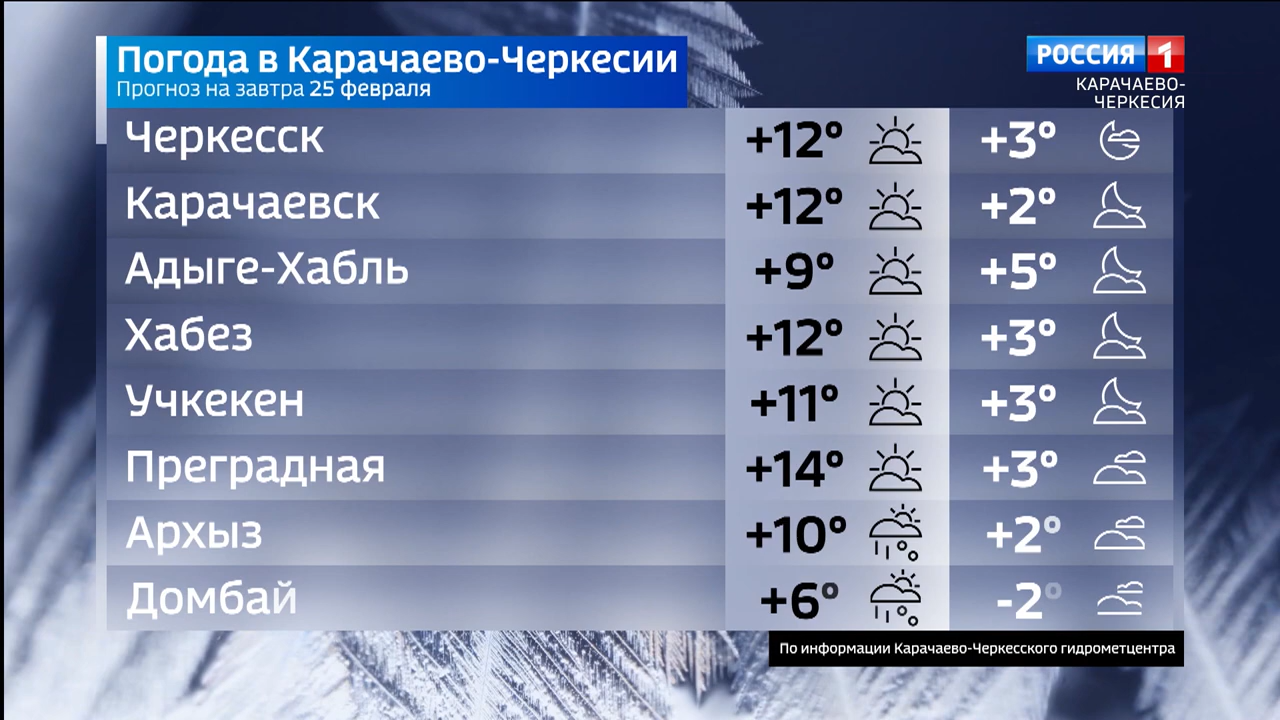 Погода в Карачаево-Черкесии
Прогноз на завтра 25 февраля
РОССИЯ 1
КАРАЧАЕВО-
ЧЕРКЕСИЯ
Черкесск +12° +3°
Карачаевск +12° +2°
Адыге-Хабль +9° +5°
Хабез +12° +3°
Учкекен +11° +3°
Преградная +14° +3°
Архыз +10° +2°
Домбай +6° -2°
По информации Карачаево-Черкесского гидрометцентра